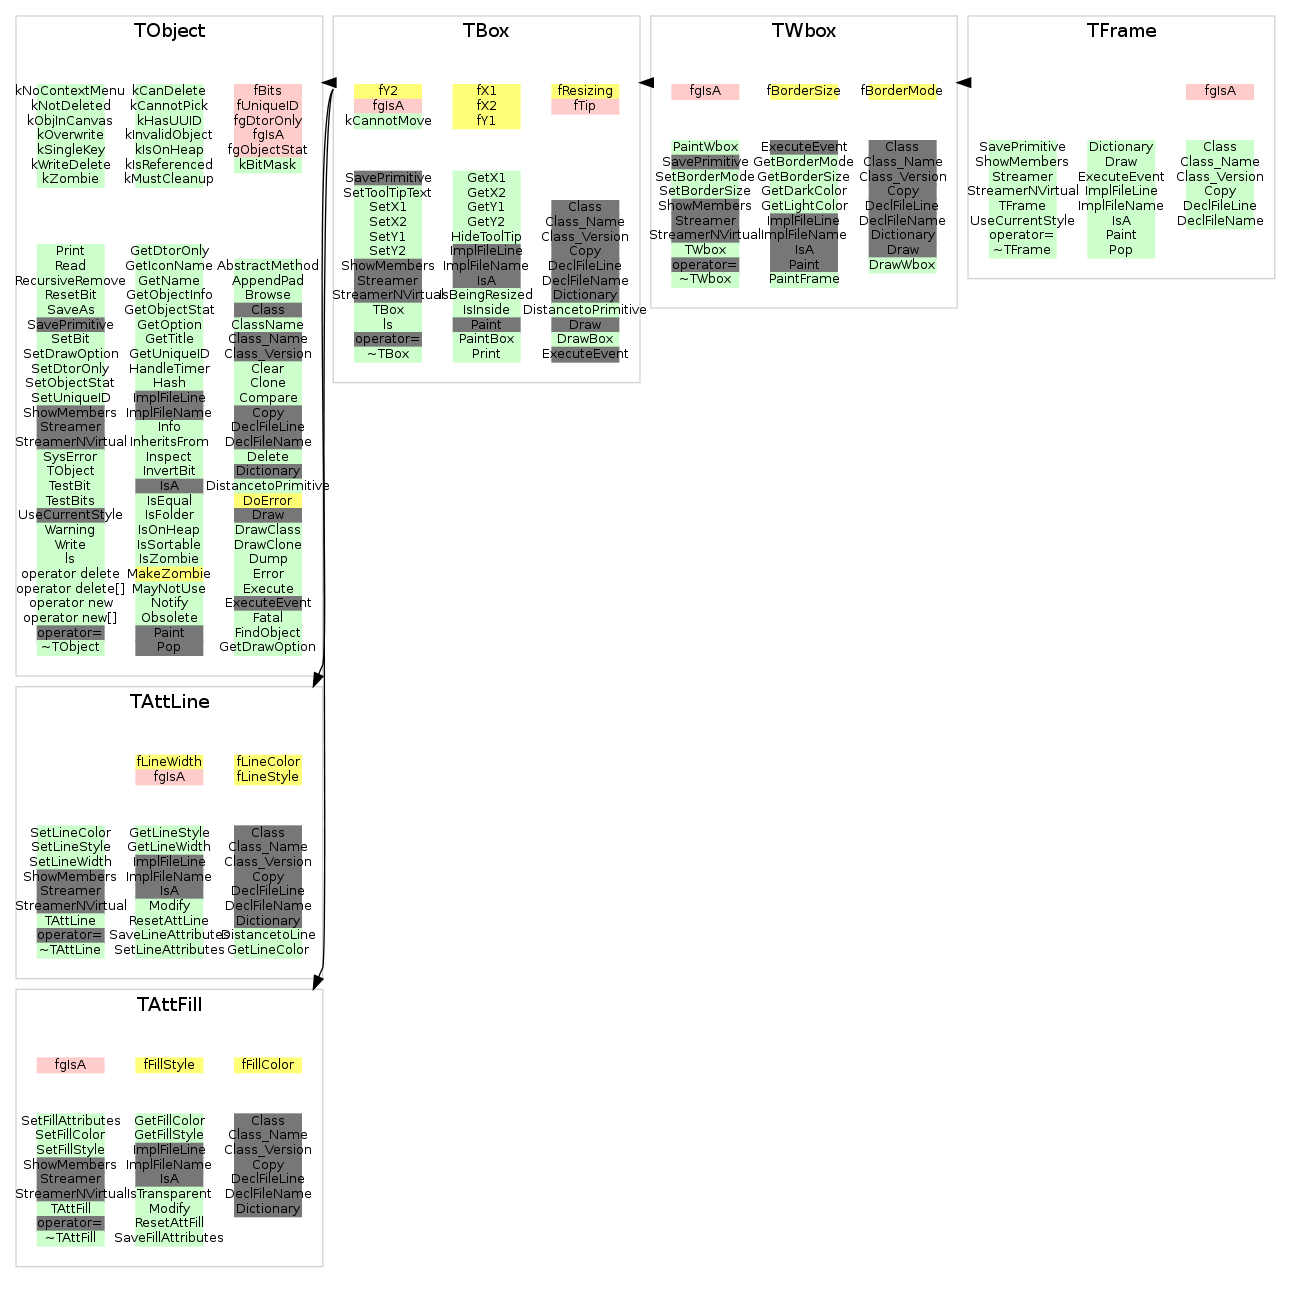 TObject
kNoContextMenu kCanDelete fBits
kNotDeleted kCannotPick fUniqueID
kObjInCanvas kHasUUID fgDtorOnly
kOverwrite kInvalidObject fgIsA
kSingleKey kIsOnHeap fgObjectStat
kWriteDelete kIsReferenced kBitMask
kZombie kMustCleanup
Print GetDtorOnly
Read GetIconName AbstractMethod
RecursiveRemove GetName AppendPad
ResetBit GetObjectInfo Browse
SaveAs GetObjectStat Class
SavePrimitive GetOption ClassName
SetBit GetTitle Class_Name
SetDrawOption GetUniqueID Class_Version
SetDtorOnly HandleTimer Clear
SetObjectStat Hash Clone
SetUniqueID ImplFileLine Compare
ShowMembers ImplFileName Copy
Streamer Info DeclFileLine
StreamerNVirtual InheritsFrom DeclFileName
SysError Inspect Delete
TObject InvertBit Dictionary
TestBit IsA DistancetoPrimitive
TestBits IsEqual DoError
UseCurrentStyle IsFolder Draw
Warning IsOnHeap DrawClass
Write IsSortable DrawClone
ls IsZombie Dump
operator delete MakeZombie Error
operator delete[] MayNotUse Execute
operator new Notify ExecuteEvent
operator new[] Obsolete Fatal
operator= Paint FindObject
~TObject Pop GetDrawOption
TBox
fY2 fX1 fResizing
fgIsA fX2 fTip
kCannotMove fY1
SavePrimitive GetX1
SetToolTipText GetX2
SetX1 GetY1 Class
SetX2 GetY2 Class_Name
SetY1 HideToolTip Class_Version
SetY2 ImplFileLine Copy
ShowMembers ImplFileName DeclFileLine
Streamer IsA DeclFileName
StreamerNVirtual IsBeingResized Dictionary
TBox IsInside DistancetoPrimitive
ls Paint Draw
operator= PaintBox DrawBox
~TBox Print ExecuteEvent
TWbox
fgIsA fBorderSize fBorderMode
PaintWbox ExecuteEvent Class
SavePrimitive GetBorderMode Class_Name
SetBorderMode GetBorderSize Class_Version
SetBorderSize GetDarkColor Copy
ShowMembers GetLightColor DeclFileLine
Streamer ImplFileLine DeclFileName
StreamerNVirtual ImplFileName Dictionary
TWbox IsA Draw
operator= Paint DrawWbox
~TWbox PaintFrame
TFrame
fgIsA
SavePrimitive Dictionary Class
ShowMembers Draw Class_Name
Streamer ExecuteEvent Class_Version
StreamerNVirtual ImplFileLine Copy
TFrame ImplFileName DeclFileLine
UseCurrentStyle IsA DeclFileName
operator= Paint
~TFrame Pop
TAttLine
fLineWidth fLineColor
fgIsA fLineStyle
SetLineColor GetLineStyle Class
SetLineStyle GetLineWidth Class_Name
SetLineWidth ImplFileLine Class_Version
ShowMembers ImplFileName Copy
Streamer IsA DeclFileLine
StreamerNVirtual Modify DeclFileName
TAttLine ResetAttLine Dictionary
operator= SaveLineAttributes DistancetoLine
~TAttLine SetLineAttributes GetLineColor
TAttFill
fgIsA fFillStyle fFillColor
SetFillAttributes GetFillColor Class
SetFillColor GetFillStyle Class_Name
SetFillStyle ImplFileLine Class_Version
ShowMembers ImplFileName Copy
Streamer IsA DeclFileLine
StreamerNVirtual IsTransparent DeclFileName
TAttFill Modify Dictionary
operator= ResetAttFill
~TAttFill SaveFillAttributes